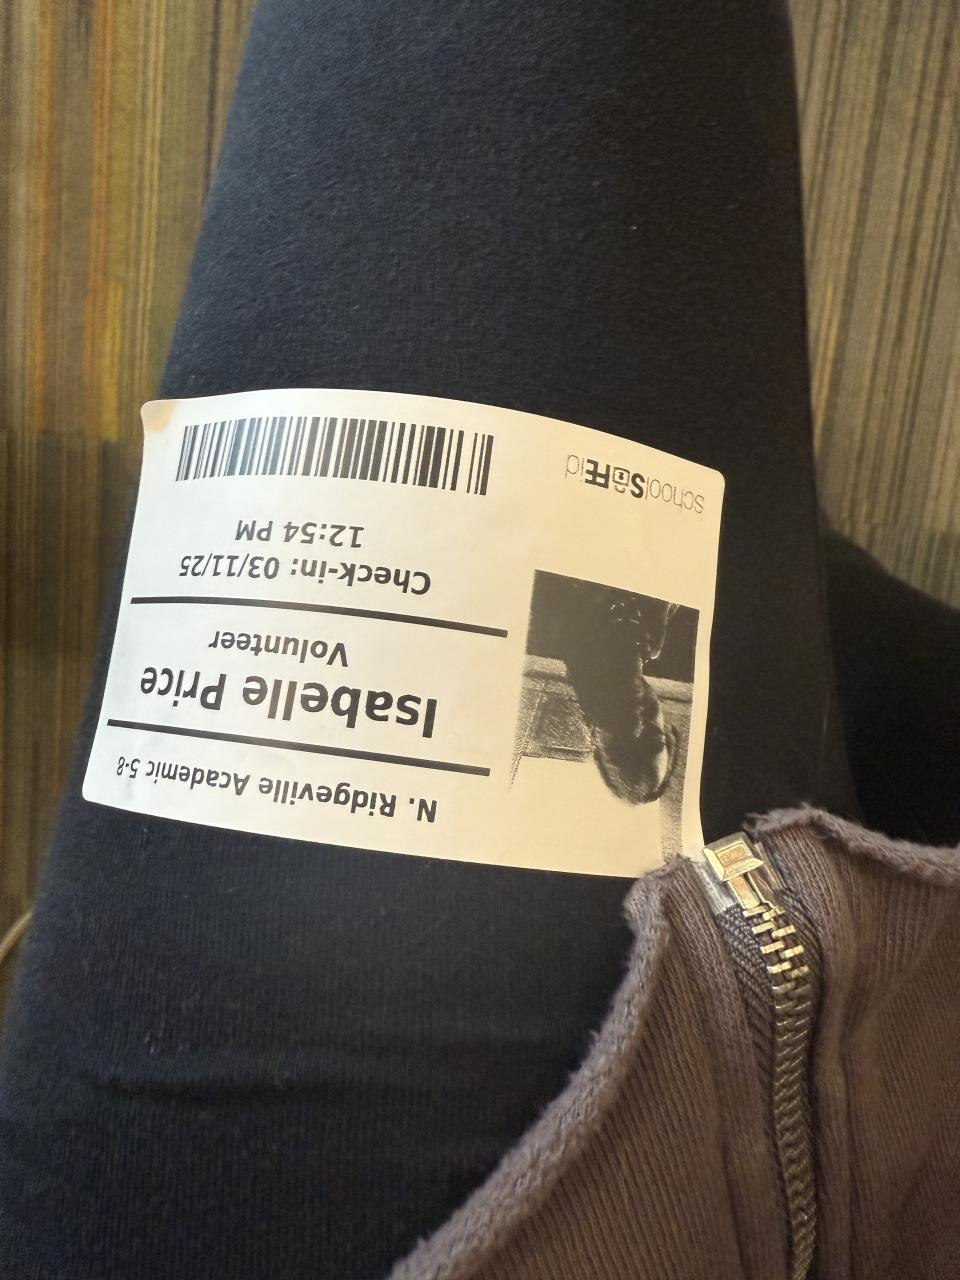 N. Ridgeville Academic 5-8
Isabelle Price
Volunteer
Check-in: 03/11/25
12:54 PM
schoolSaFEid